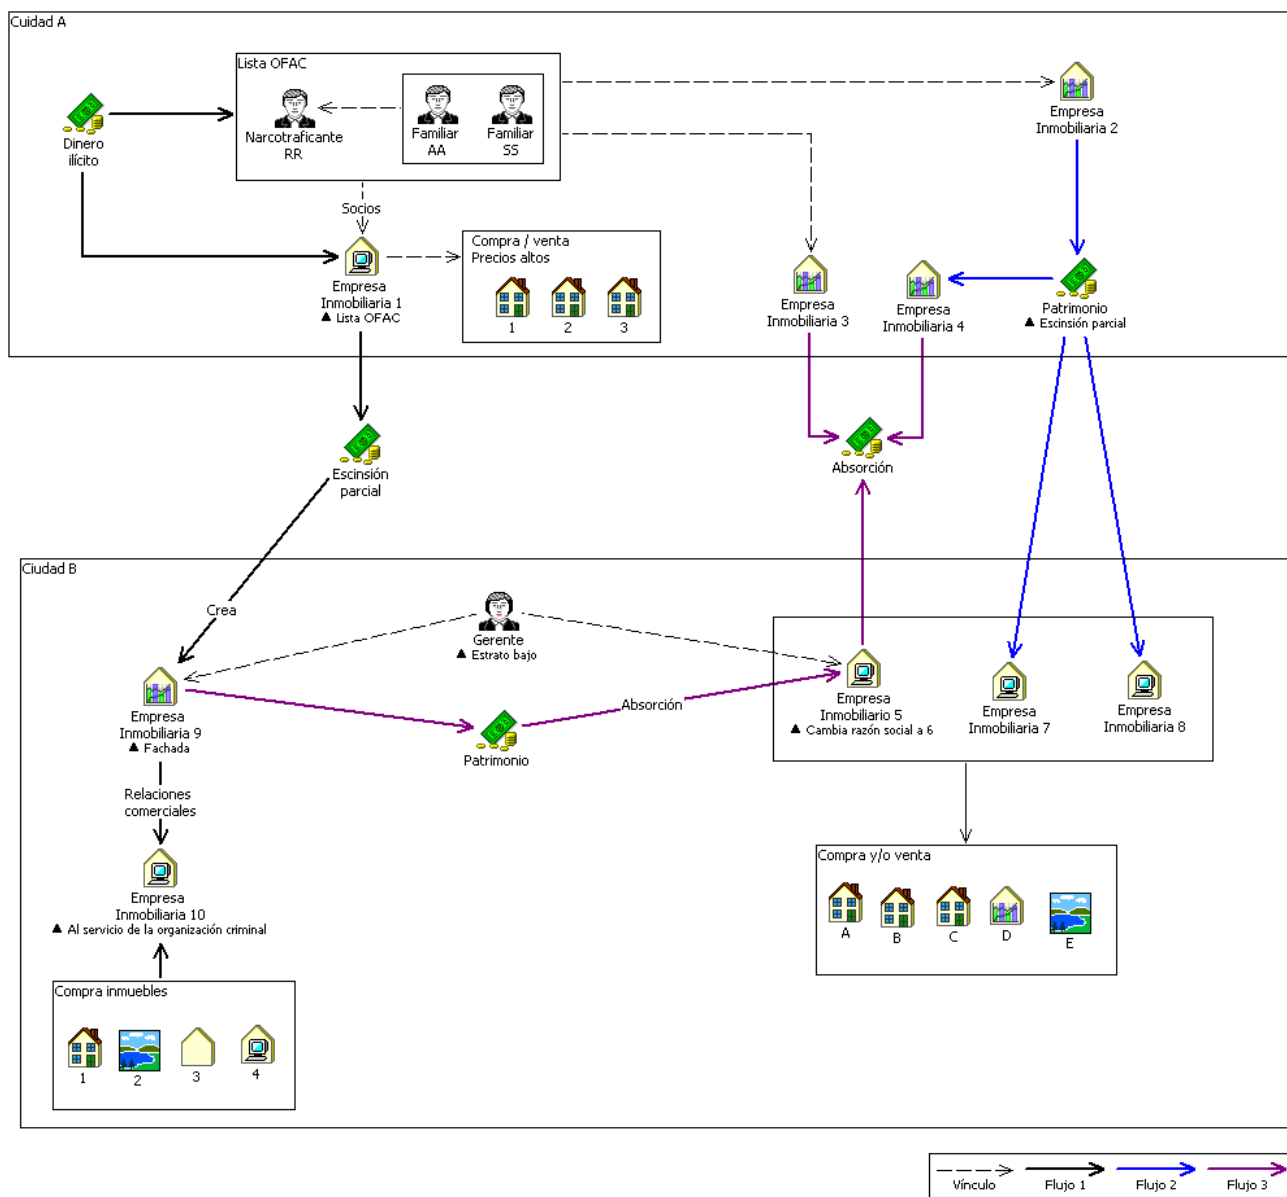 Cuidad A
Lista OFAC
Narcotraficante
RR
Familiar
AA
Familiar
SS
Dinero
ilícito
Empresa
Inmobiliaria 2
Socios
Empresa
Inmobiliaria 1
▲ Lista OFAC
Compra / venta
Precios altos
1
2
3
Empresa
Inmobiliaria 3
Empresa
Inmobiliaria 4
Patrimonio
▲ Escinsión parcial
Escinsión
parcial
Absorción
Ciudad B
Crea
Gerente
▲ Estrato bajo
Empresa
Inmobiliaria 9
▲ Fachada
Patrimonio
Absorción
Empresa
Inmobiliario 5
▲ Cambia razón social a 6
Empresa
Inmobiliaria 7
Empresa
Inmobiliaria 8
Relaciones
comerciales
Empresa
Inmobiliaria 10
▲ Al servicio de la organización criminal
Compra y/o venta
A
B
C
D
E
Compra inmuebles
1
2
3
4
Vínculo
Flujo 1
Flujo 2
Flujo 3